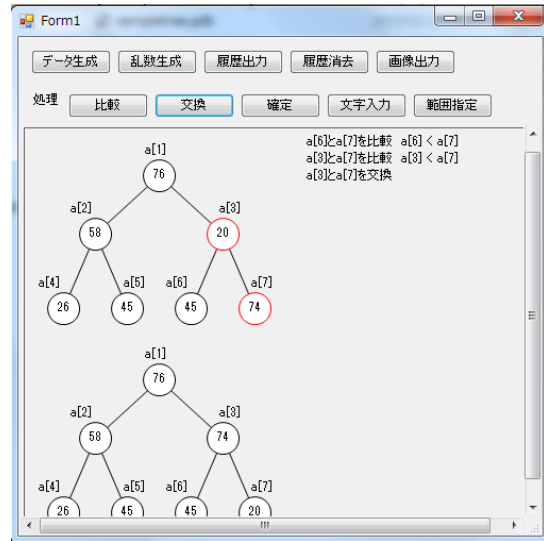 Form1
データ生成 乱数生成 履歴出力 履歴消去 画像出力
処理 比較 交換 確定 文字入力 範囲指定
a[6]とa[7]を比較 a[6] < a[7]
a[3]とa[7]を比較 a[3] < a[7]
a[3]とa[7]を交換
a[1]
76
a[2] a[3]
58 20
a[4] a[5] a[6] a[7]
26 45 45 74
a[1]
76
a[2] a[3]
58 74
a[4] a[5] a[6] a[7]
26 45 45 20